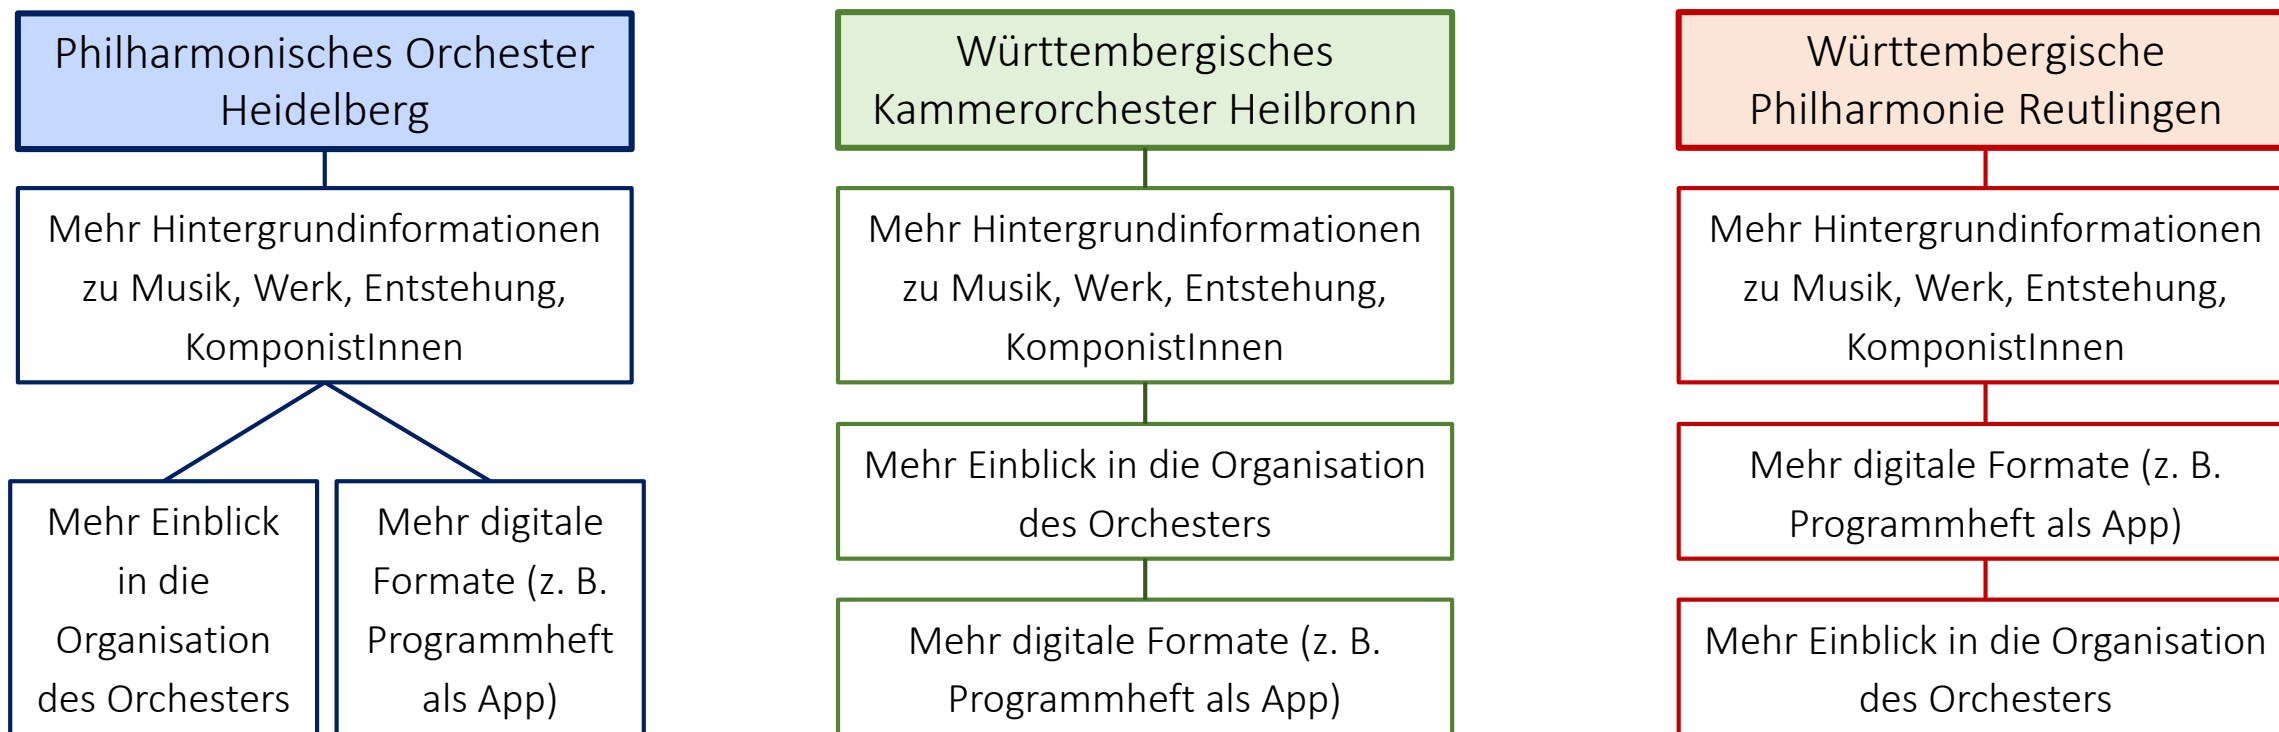 Philharmonisches Orchester
Heidelberg
Mehr Hintergrundinformationen
zu Musik, Werk, Entstehung,
KomponistInnen
Mehr Einblick
in die
Organisation
des Orchesters
Mehr digitale
Formate (z. B.
Programmheft
als App)
Württembergisches
Kammerorchester Heilbronn
Mehr Hintergrundinformationen
zu Musik, Werk, Entstehung,
KomponistInnen
Mehr Einblick in die Organisation
des Orchesters
Mehr digitale Formate (z. B.
Programmheft als App)
Württembergische
Philharmonie Reutlingen
Mehr Hintergrundinformationen
zu Musik, Werk, Entstehung,
KomponistInnen
Mehr digitale Formate (z. B.
Programmheft als App)
Mehr Einblick in die Organisation
des Orchesters